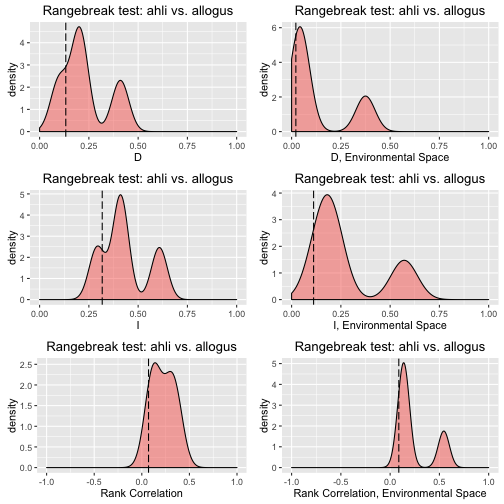 Rangebreak test: ahli vs. allogus
density
4
3
2
1
0
0.00 0.25 0.50 0.75 1.00
D
Rangebreak test: ahli vs. allogus
density
6
4
2
0
0.00 0.25 0.50 0.75 1.00
D, Environmental Space
Rangebreak test: ahli vs. allogus
density
5
4
3
2
1
0
0.00 0.25 0.50 0.75 1.00
I
Rangebreak test: ahli vs. allogus
density
4
3
2
1
0
0.00 0.25 0.50 0.75 1.00
I, Environmental Space
Rangebreak test: ahli vs. allogus
density
2.5
2.0
1.5
1.0
0.5
0.0
-1.0 -0.5 0.0 0.5 1.0
Rank Correlation
Rangebreak test: ahli vs. allogus
density
5
4
3
2
1
0
-1.0 -0.5 0.0 0.5 1.0
Rank Correlation, Environmental Space